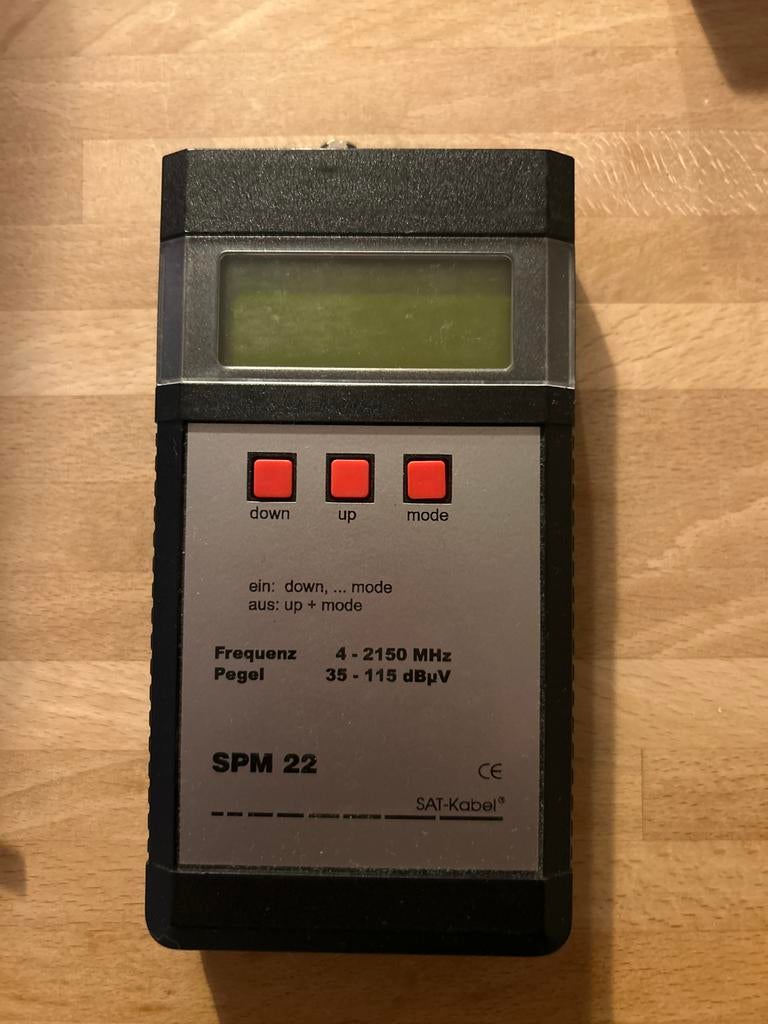 down up mode
ein: down, ... mode
aus: up + mode
Frequenz 4 - 2150 MHz
Pegel 35 - 115 dBµV
SPM 22
CE
SAT-Kabel®